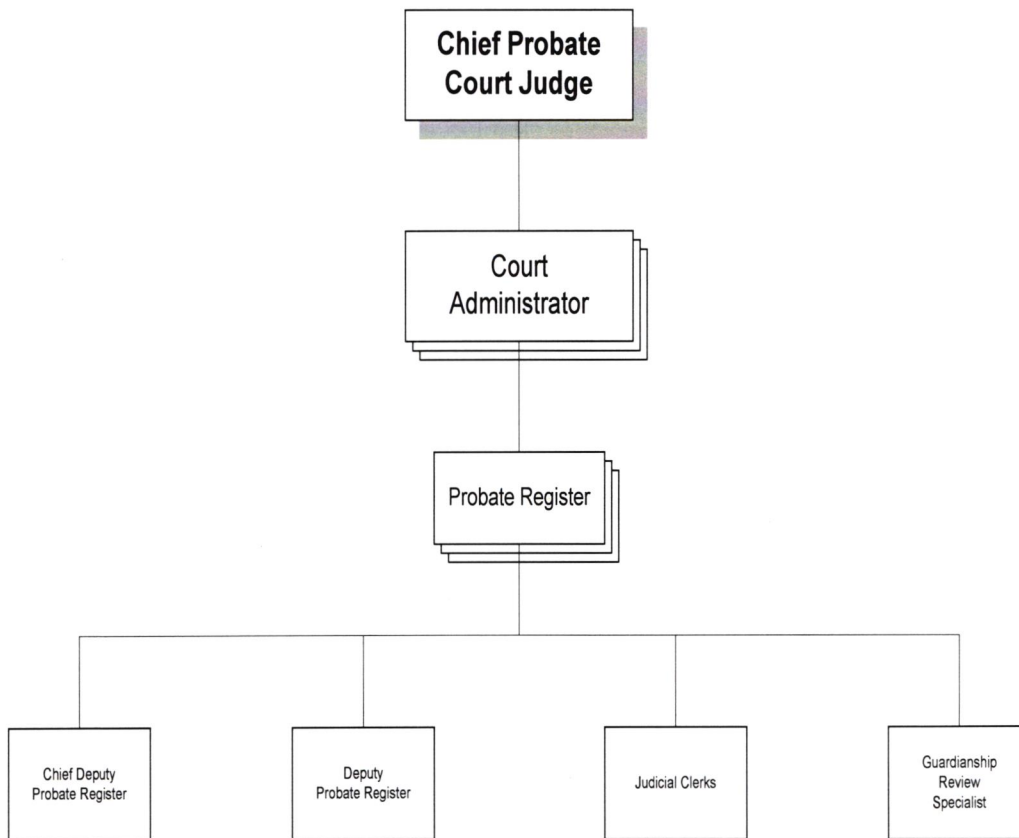 Chief Probate
Court Judge
Court
Administrator
Probate Register
Chief Deputy
Probate Register
Deputy
Probate Register
Judicial Clerks
Guardianship
Review
Specialist